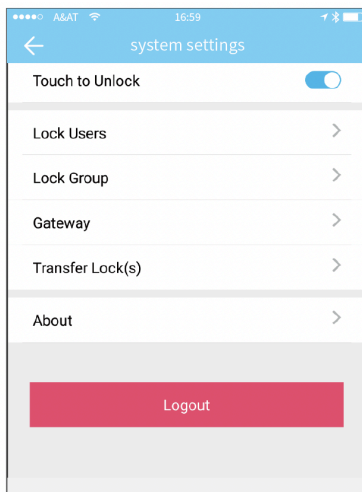 A&AT 16:59
system settings
Touch to Unlock
Lock Users
Lock Group
Gateway
Transfer Lock(s)
About
Logout